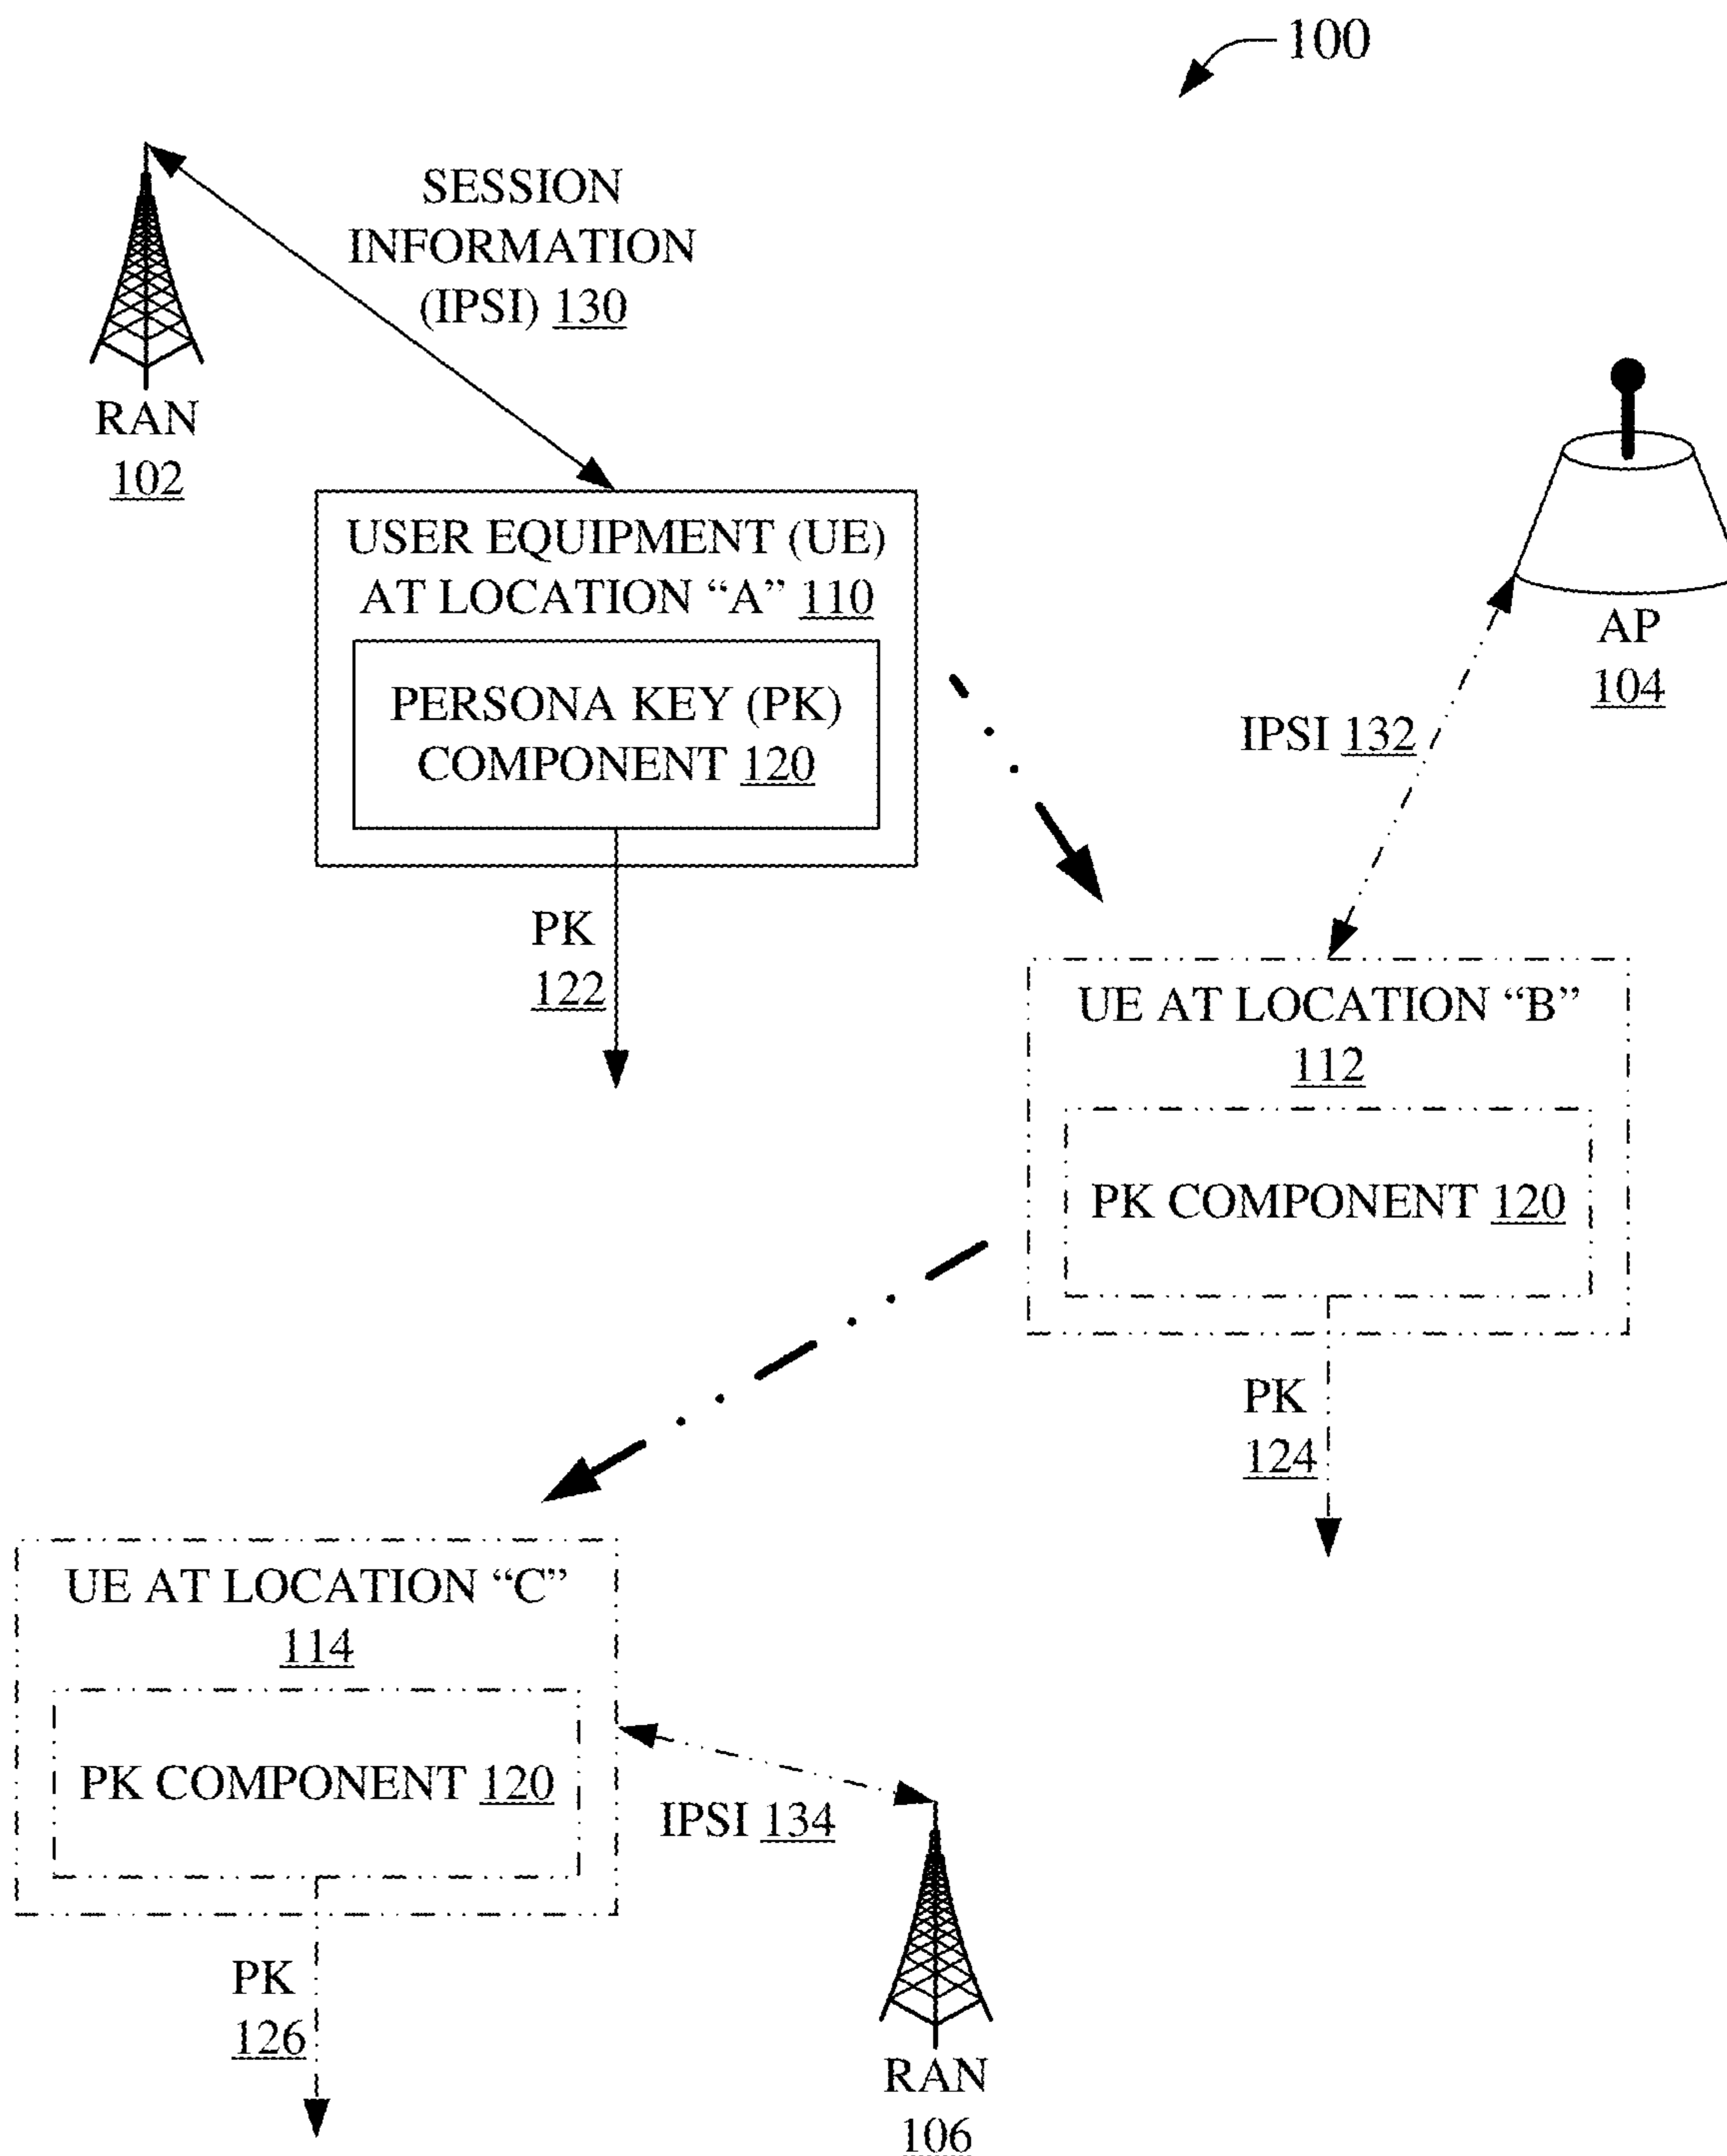 100
SESSION
INFORMATION
(IPSI) 130
RAN
102
USER EQUIPMENT (UE)
AT LOCATION “A” 110
PERSONA KEY (PK)
COMPONENT 120
AP
104
IPSI 132
PK
122
UE AT LOCATION “B”
112
PK COMPONENT 120
PK
124
UE AT LOCATION “C”
114
PK COMPONENT 120
IPSI 134
PK
126
RAN
106